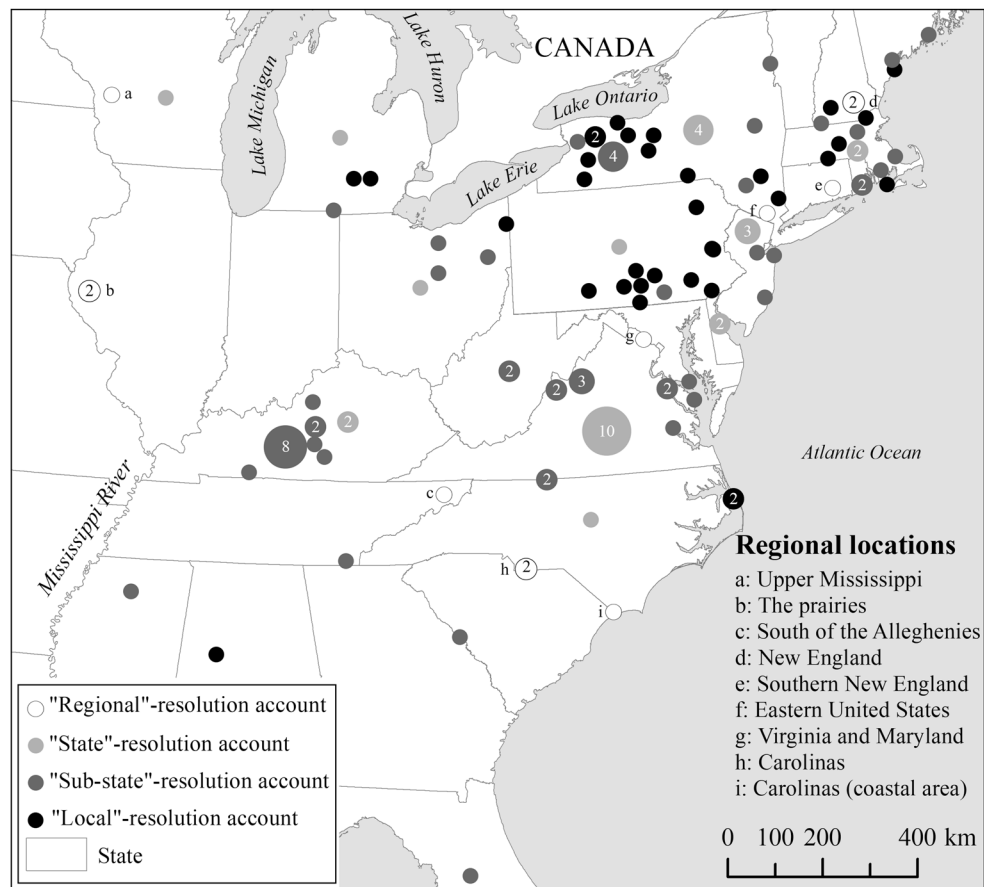 CANADA
Lake Michigan
Lake Huron
Lake Ontario
Lake Erie
a
2
d
2
4
4
2
e
2
f
3
2
b
2
g
2
2
3
2
2
2
8
10
Atlantic Ocean
Mississippi River
c
2
2
h
2
i
Regional locations
a: Upper Mississippi
b: The prairies
c: South of the Alleghenies
d: New England
e: Southern New England
f: Eastern United States
g: Virginia and Maryland
h: Carolinas
i: Carolinas (coastal area)
"Regional"-resolution account
"State"-resolution account
"Sub-state"-resolution account
"Local"-resolution account
State
0 100 200 400 km